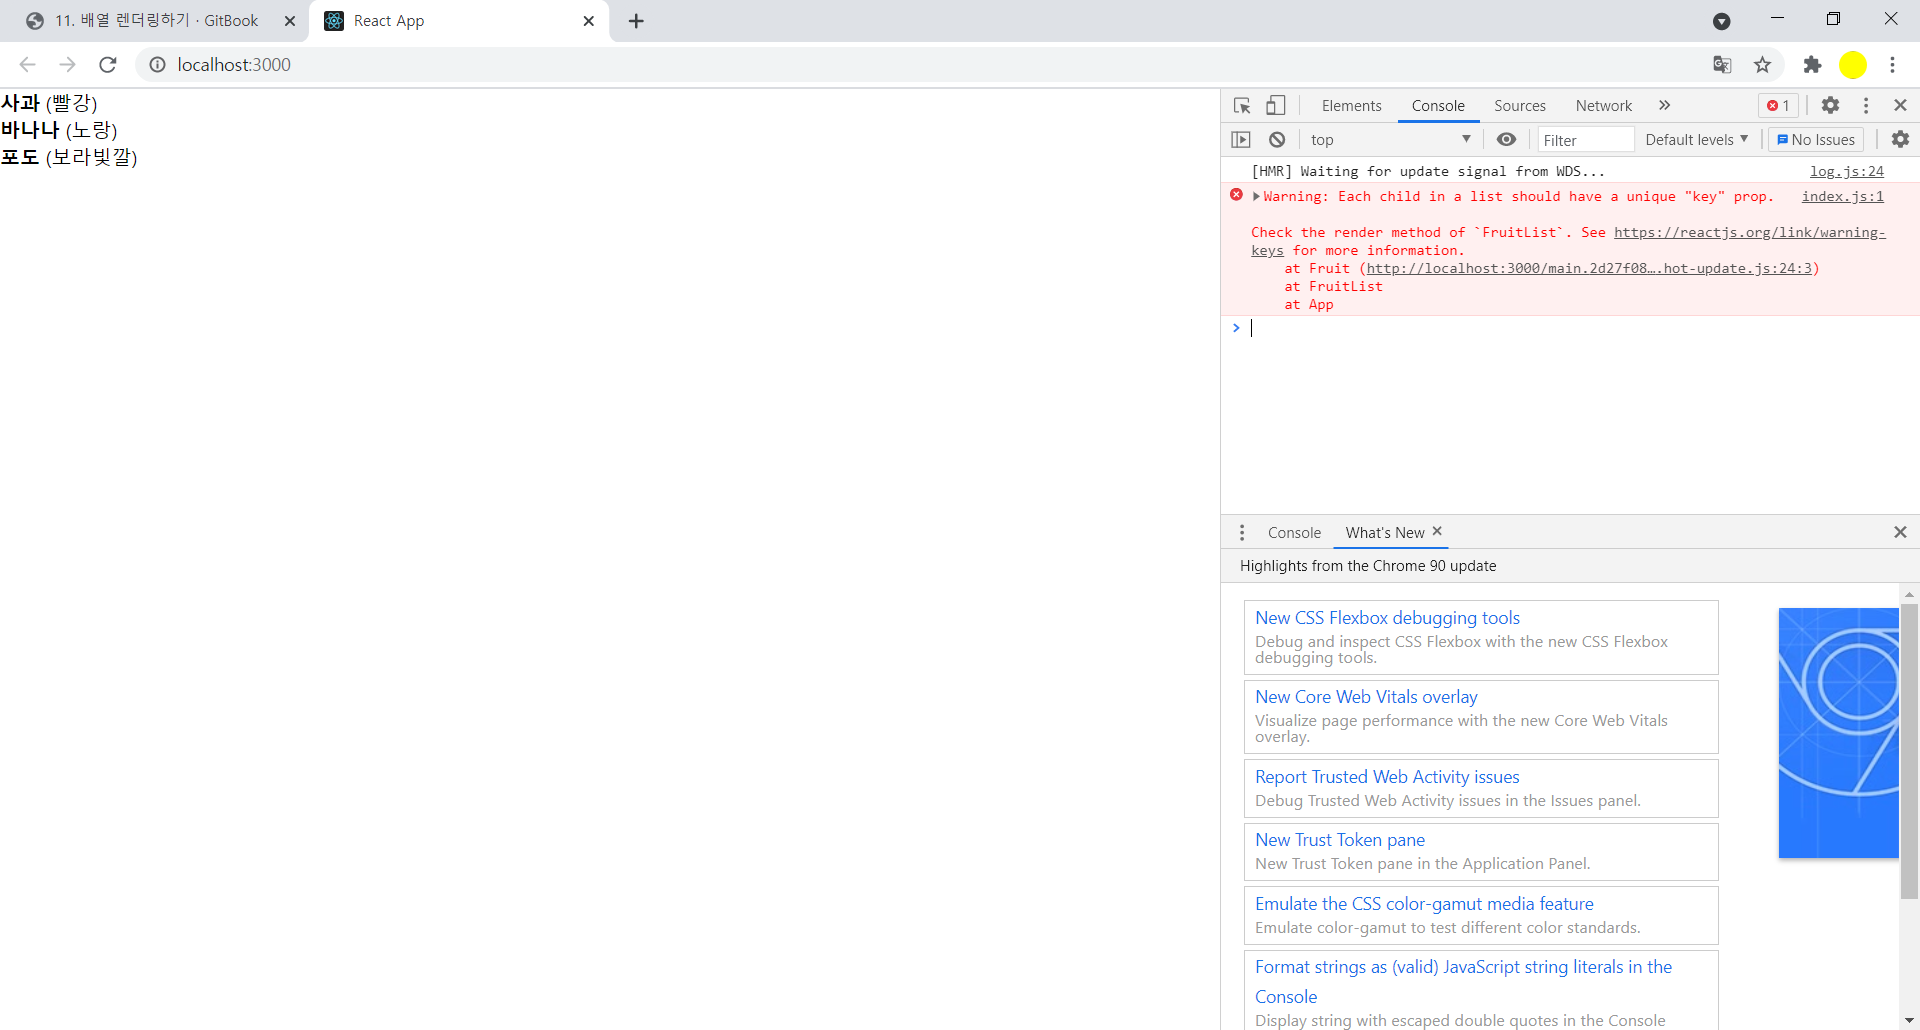 11. 배열 렌더링하기 · GitBook
React App
localhost:3000
사과 (빨강)
바나나 (노랑)
포도 (보라빛깔)
Elements Console Sources Network 1
top Filter Default levels No Issues
[HMR] Waiting for update signal from WDS... log.js:24
Warning: Each child in a list should have a unique "key" prop. index.js:1
Check the render method of `FruitList`. See https://reactjs.org/link/warning-
keys for more information.
at Fruit (http://localhost:3000/main.2d27f08….hot-update.js:24:3)
at FruitList
at App
Console What's New
Highlights from the Chrome 90 update
New CSS Flexbox debugging tools
Debug and inspect CSS Flexbox with the new CSS Flexbox
debugging tools.
New Core Web Vitals overlay
Visualize page performance with the new Core Web Vitals
overlay.
Report Trusted Web Activity issues
Debug Trusted Web Activity issues in the Issues panel.
New Trust Token pane
New Trust Token pane in the Application Panel.
Emulate the CSS color-gamut media feature
Emulate color-gamut to test different color standards.
Format strings as (valid) JavaScript string literals in the
Console
Display string with escaped double quotes in the Console